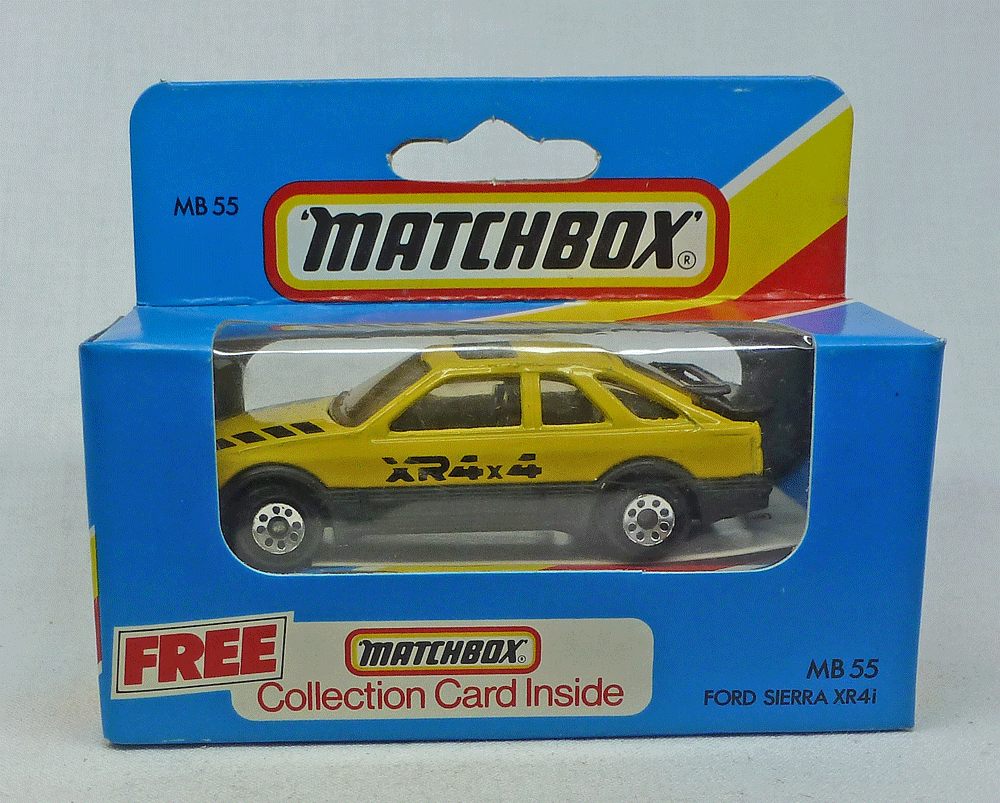 MB 55
'MATCHBOX' ®
XR4x4
FREE
MATCHBOX ®
Collection Card Inside
MB 55
FORD SIERRA XR4i